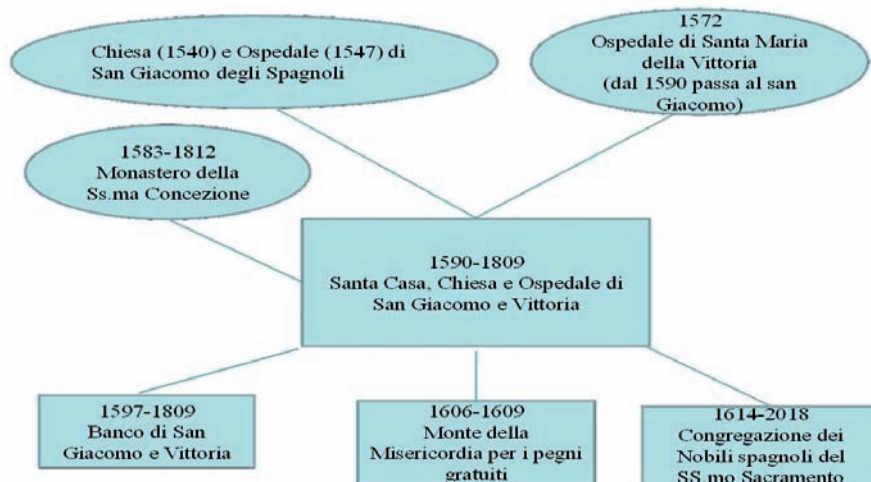 Chiesa (1540) e Ospedale (1547) di
San Giacomo degli Spagnoli
1572
Ospedale di Santa Maria
della Vittoria
(dal 1590 passa al san
Giacomo)
1583-1812
Monastero della
Ss.ma Concezione
1590-1809
Santa Casa, Chiesa e Ospedale di
San Giacomo e Vittoria
1597-1809
Banco di San
Giacomo e Vittoria
1606-1609
Monte della
Misericordia per i pegni
gratuiti
1614-2018
Congregazione dei
Nobili spagnoli del
SS.mo Sacramento